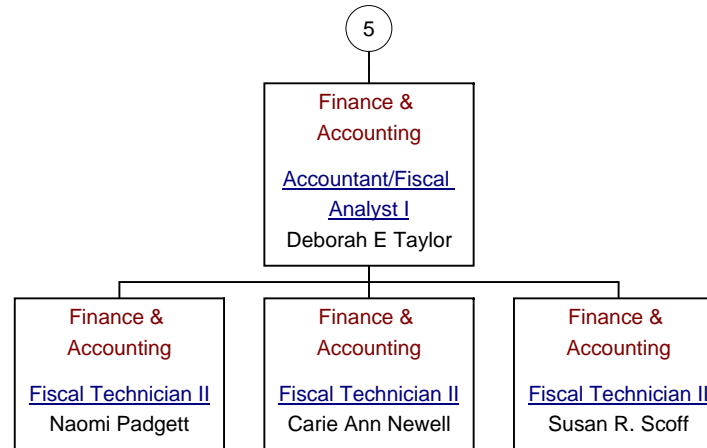 5
Finance &
Accounting
Accountant/Fiscal
Analyst I
Deborah E Taylor
Finance &
Accounting
Fiscal Technician II
Naomi Padgett
Finance &
Accounting
Fiscal Technician II
Carie Ann Newell
Finance &
Accounting
Fiscal Technician II
Susan R. Scoff